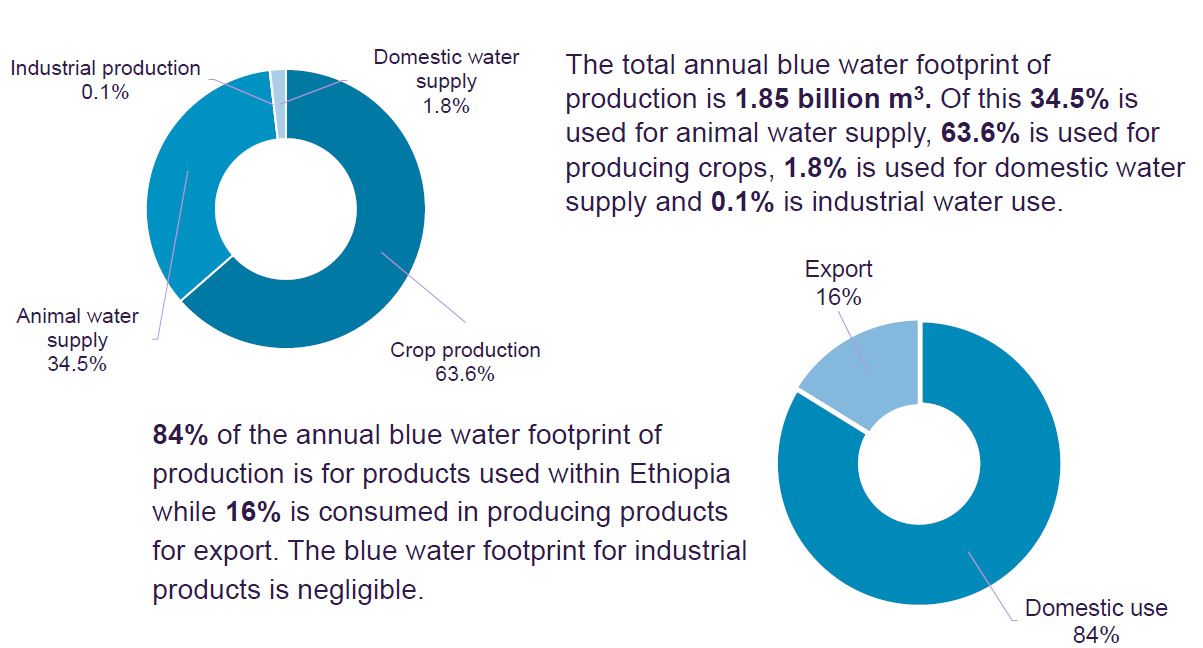 Industrial production
0.1%
Domestic water
supply
1.8%
Animal water
supply
34.5%
Crop production
63.6%
The total annual blue water footprint of
production is 1.85 billion m³. Of this 34.5% is
used for animal water supply, 63.6% is used for
producing crops, 1.8% is used for domestic water
supply and 0.1% is industrial water use.
84% of the annual blue water footprint of
production is for products used within Ethiopia
while 16% is consumed in producing products
for export. The blue water footprint for industrial
products is negligible.
Export
16%
Domestic use
84%